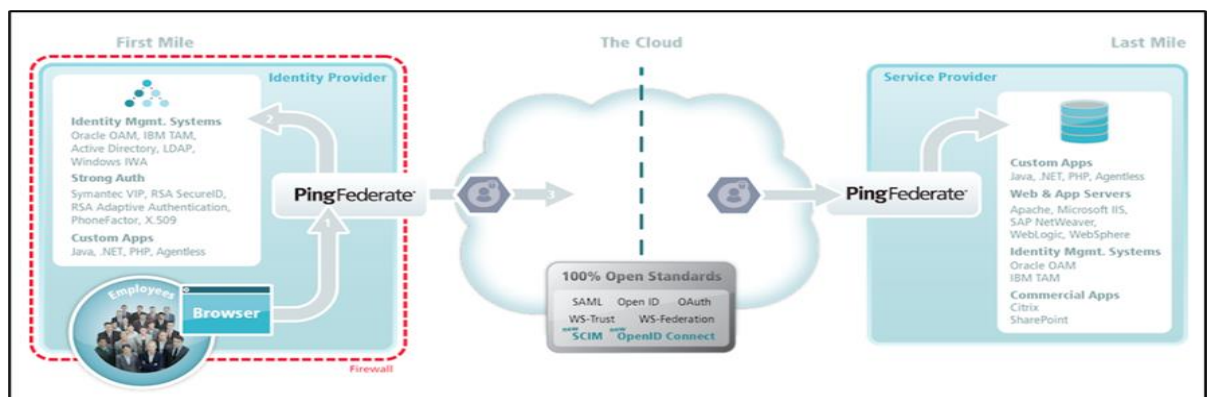 First Mile
The Cloud
Last Mile
Identity Provider
Identity Mgmt. Systems
Oracle OAM, IBM TAM,
Active Directory, LDAP,
Windows IWA
Strong Auth
Symantec VIP, RSA SecureID,
RSA Adaptive Authentication,
PhoneFactor, X.509
Custom Apps
Java, .NET, PHP, Agentless
2
PingFederate
1
Employees
Browser
Firewall
3
100% Open Standards
SAML Open ID OAuth
WS-Trust WS-Federation
new new
SCIM OpenID Connect
Service Provider
PingFederate
Custom Apps
Java, .NET, PHP, Agentless
Web & App Servers
Apache, Microsoft IIS,
SAP NetWeaver,
WebLogic, WebSphere
Identity Mgmt. Systems
Oracle OAM
IBM TAM
Commercial Apps
Citrix
SharePoint